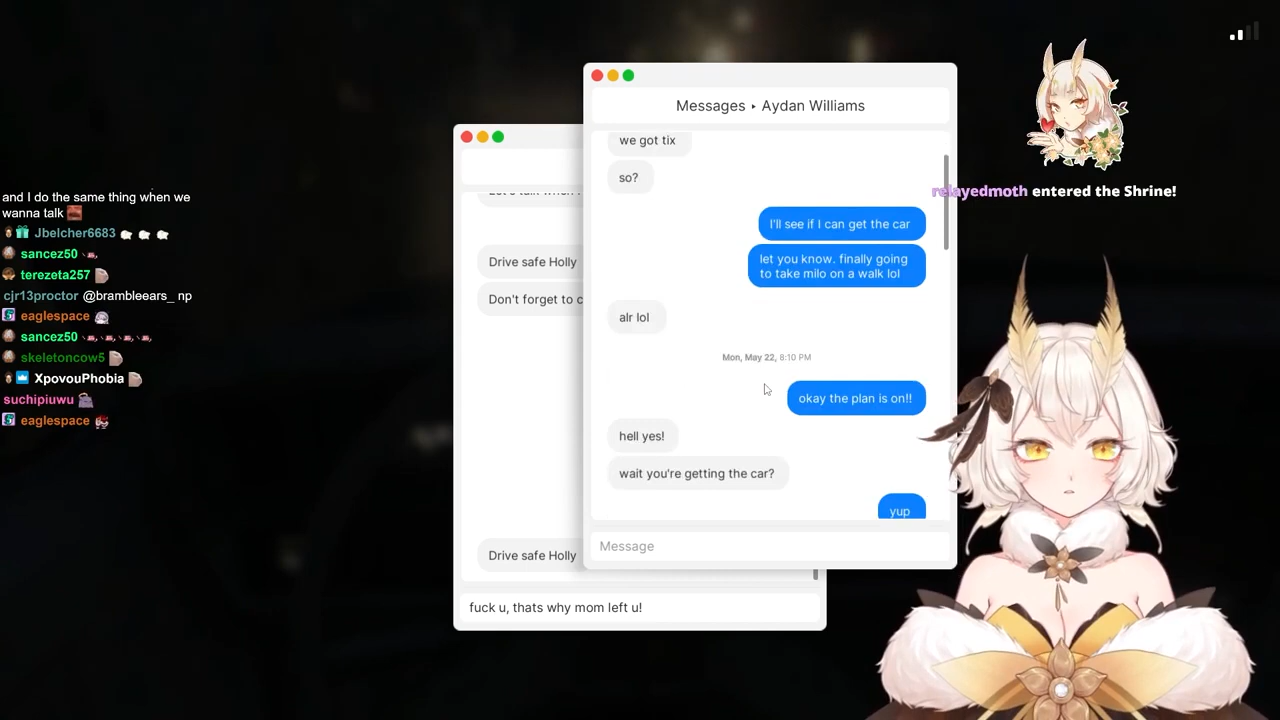 and I do the same thing when we
wanna talk
Jbelcher6683
sancez50
terezeta257
cjr13proctor @brambleears_ np
eaglespace
sancez50
skeletoncow5
XpovouPhobia
suchipiuwu
eaglespace
Drive safe Holly
Don't forget to c
Drive safe Holly
fuck u, thats why mom left u!
Messages ▸ Aydan Williams
we got tix
so?
I'll see if I can get the car
let you know. finally going
to take milo on a walk lol
alr lol
Mon, May 22, 8:10 PM
okay the plan is on!!
hell yes!
wait you're getting the car?
yup
Message
relayedmoth entered the Shrine!